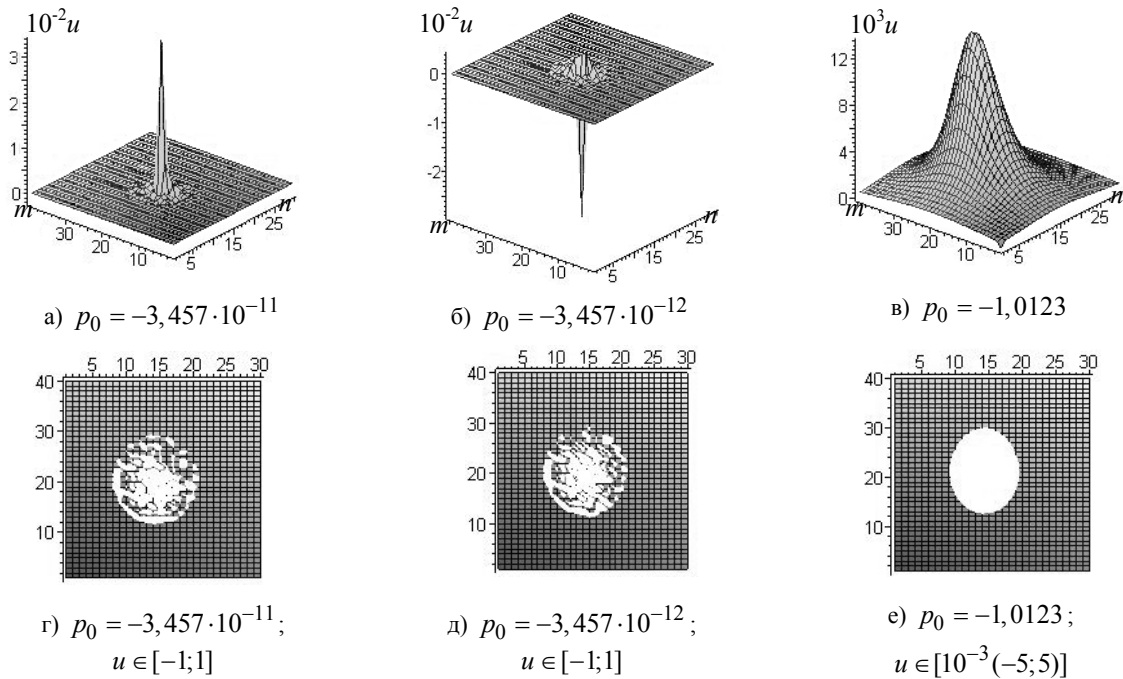 10⁻²u 10⁻²u 10³u
3 0 12
2 -1 8
1 -2 4
0 0
m 30 20 10 5 15 25 n m 30 20 10 5 15 25 n m 30 20 10 5 15 25 n
а) p₀ = −3,457·10⁻¹¹ б) p₀ = −3,457·10⁻¹² в) p₀ = −1,0123
5 10 15 20 25 30 5 10 15 20 25 30 5 10 15 20 25 30
40 40 40
30 30 30
20 20 20
10 10 10
г) p₀ = −3,457·10⁻¹¹; д) p₀ = −3,457·10⁻¹²; е) p₀ = −1,0123;
u ∈ [−1;1] u ∈ [−1;1] u ∈ [10⁻³(−5;5)]